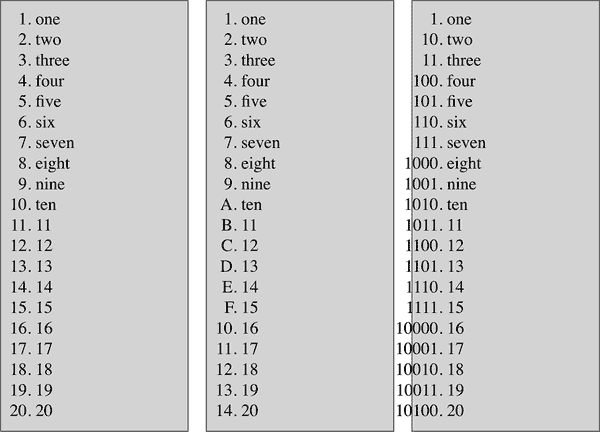 1. one
2. two
3. three
4. four
5. five
6. six
7. seven
8. eight
9. nine
10. ten
11. 11
12. 12
13. 13
14. 14
15. 15
16. 16
17. 17
18. 18
19. 19
20. 20
1. one
2. two
3. three
4. four
5. five
6. six
7. seven
8. eight
9. nine
A. ten
B. 11
C. 12
D. 13
E. 14
F. 15
10. 16
11. 17
12. 18
13. 19
14. 20
1. one
10. two
11. three
100. four
101. five
110. six
111. seven
1000. eight
1001. nine
1010. ten
1011. 11
1100. 12
1101. 13
1110. 14
1111. 15
10000. 16
10001. 17
10010. 18
10011. 19
10100. 20